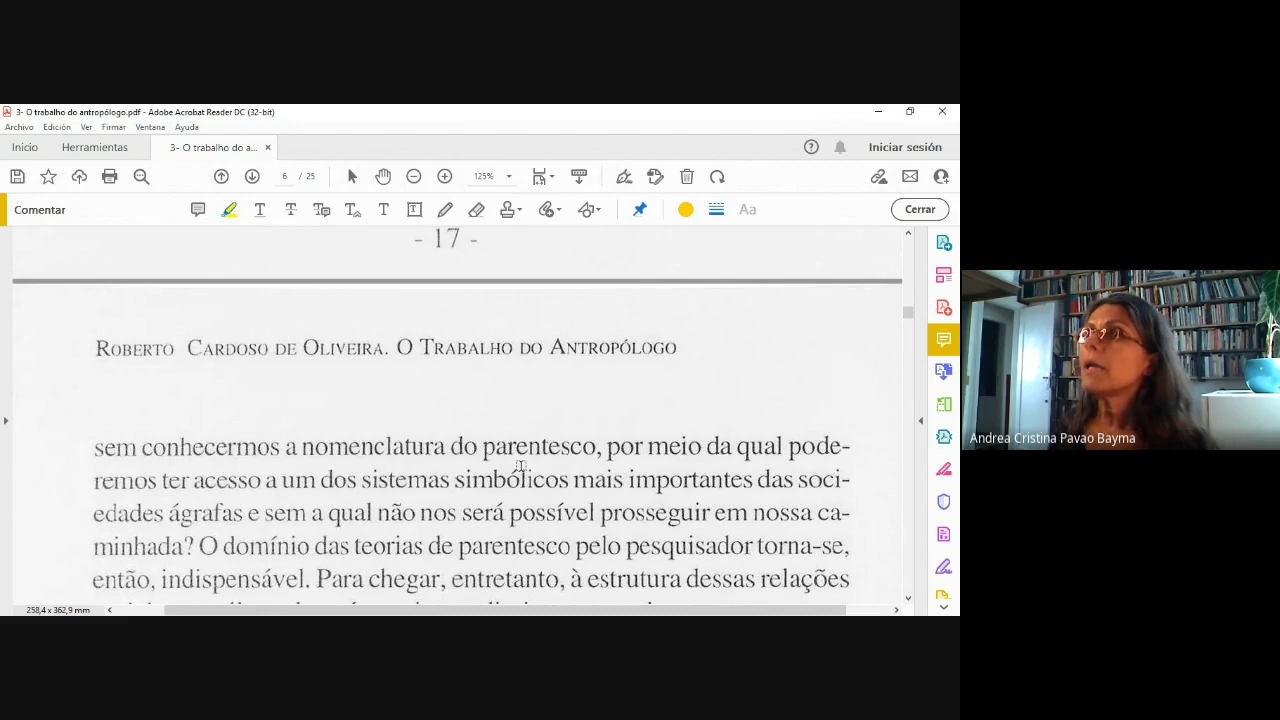 3- O trabalho do antropólogo.pdf - Adobe Acrobat Reader DC (32-bit)
Archivo Edición Ver Firmar Ventana Ayuda
Inicio Herramientas 3- O trabalho do a... × Iniciar sesión
6 / 25 125%
Comentar Aa Cerrar
- 17 -
ROBERTO CARDOSO DE OLIVEIRA. O TRABALHO DO ANTROPÓLOGO
sem conhecermos a nomenclatura do parentesco, por meio da qual pode-
remos ter acesso a um dos sistemas simbólicos mais importantes das soci-
edades ágrafas e sem a qual não nos será possível prosseguir em nossa ca-
minhada? O domínio das teorias de parentesco pelo pesquisador torna-se,
então, indispensável. Para chegar, entretanto, à estrutura dessas relações
258,4 x 362,9 mm
Andrea Cristina Pavao Bayma